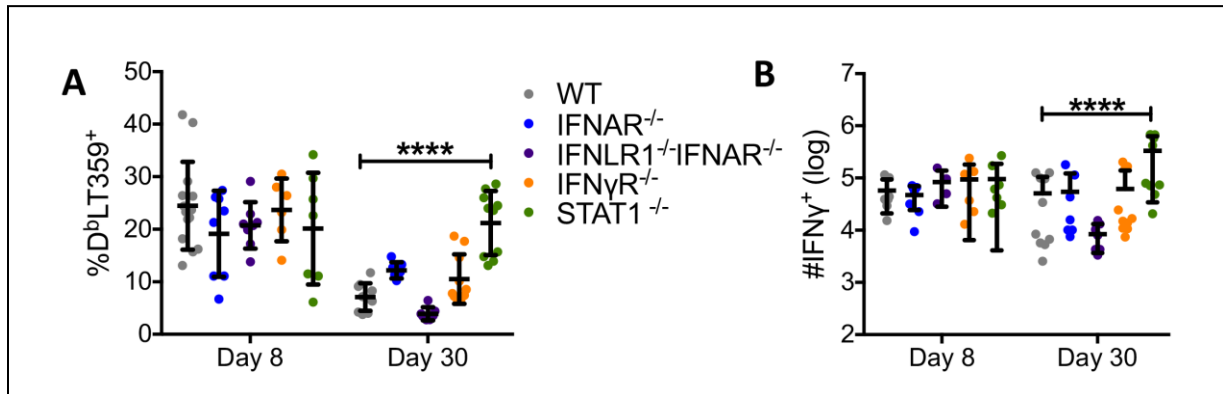 A
%DᵇLT359⁺
50
40
30
20
10
0
Day 8
Day 30
****
WT
IFNAR⁻/⁻
IFNLR1⁻/⁻IFNAR⁻/⁻
IFNγR⁻/⁻
STAT1 ⁻/⁻
B
#IFNγ⁺ (log)
7
6
5
4
3
2
Day 8
Day 30
****